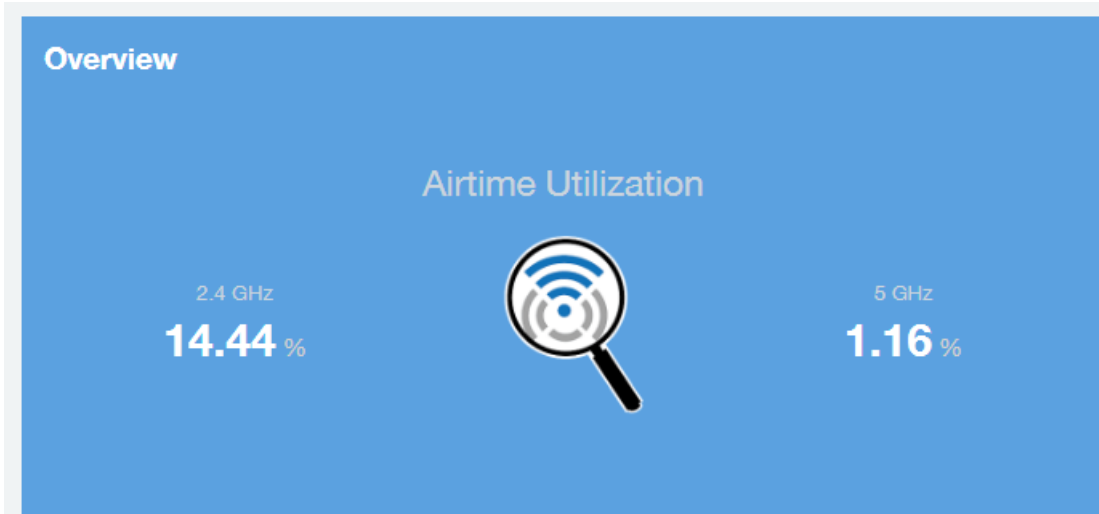 Overview
Airtime Utilization
2.4 GHz
14.44 %
5 GHz
1.16 %